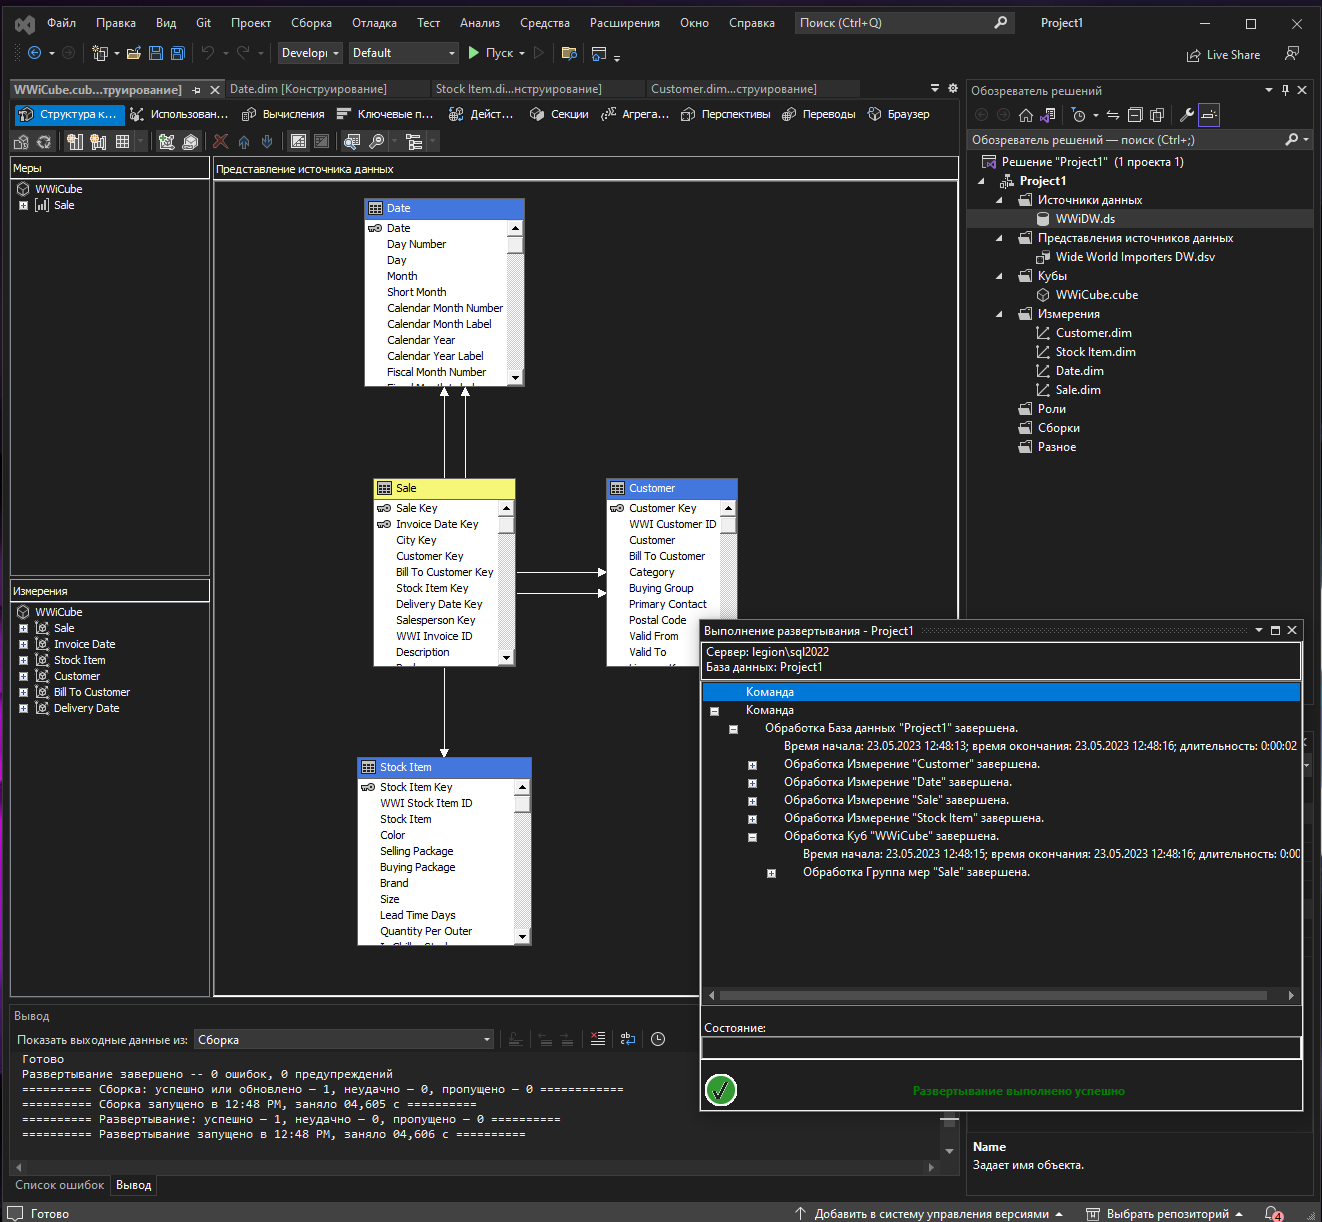 Файл Правка Вид Git Проект Сборка Отладка Тест Анализ Средства Расширения Окно Справка Поиск (Ctrl+Q) Project1
Develop Default Пуск Live Share
WWiCube.cub...труирование] Date.dim [Конструирование] Stock Item.di...нструирование] Customer.dim...струирование]
Структура к... Использован... Вычисления Ключевые п... Дейст... Секции Агрега... Перспективы Переводы Браузер
Меры
WWiCube
Sale
Измерения
WWiCube
Sale
Invoice Date
Stock Item
Customer
Bill To Customer
Delivery Date
Представление источника данных
Date
Date
Day Number
Day
Month
Short Month
Calendar Month Number
Calendar Month Label
Calendar Year
Calendar Year Label
Fiscal Month Number
Sale
Sale Key
Invoice Date Key
City Key
Customer Key
Bill To Customer Key
Stock Item Key
Delivery Date Key
Salesperson Key
WWI Invoice ID
Description
Customer
Customer Key
WWI Customer ID
Customer
Bill To Customer
Category
Buying Group
Primary Contact
Postal Code
Valid From
Valid To
Stock Item
Stock Item Key
WWI Stock Item ID
Stock Item
Color
Selling Package
Buying Package
Brand
Size
Lead Time Days
Quantity Per Outer
Обозреватель решений
Обозреватель решений — поиск (Ctrl+;)
Решение "Project1" (1 проекта 1)
Project1
Источники данных
WWiDW.ds
Представления источников данных
Wide World Importers DW.dsv
Кубы
WWiCube.cube
Измерения
Customer.dim
Stock Item.dim
Date.dim
Sale.dim
Роли
Сборки
Разное
Выполнение развертывания - Project1
Сервер: legion\sql2022
База данных: Project1
Команда
Команда
Обработка База данных "Project1" завершена.
Время начала: 23.05.2023 12:48:13; время окончания: 23.05.2023 12:48:16; длительность: 0:00:02
Обработка Измерение "Customer" завершена.
Обработка Измерение "Date" завершена.
Обработка Измерение "Sale" завершена.
Обработка Измерение "Stock Item" завершена.
Обработка Куб "WWiCube" завершена.
Время начала: 23.05.2023 12:48:15; время окончания: 23.05.2023 12:48:16; длительность: 0:00
Обработка Группа мер "Sale" завершена.
Состояние:
Развертывание выполнено успешно
Вывод
Показать выходные данные из: Сборка
Готово
Развертывание завершено -- 0 ошибок, 0 предупреждений
========== Сборка: успешно или обновлено — 1, неудачно — 0, пропущено — 0 ============
========== Сборка запущено в 12:48 PM, заняло 04,605 с ==========
========== Развертывание: успешно — 1, неудачно — 0, пропущено — 0 ==========
========== Развертывание запущено в 12:48 PM, заняло 04,606 с ==========
Name
Задает имя объекта.
Список ошибок Вывод
Готово Добавить в систему управления версиями Выбрать репозиторий 4